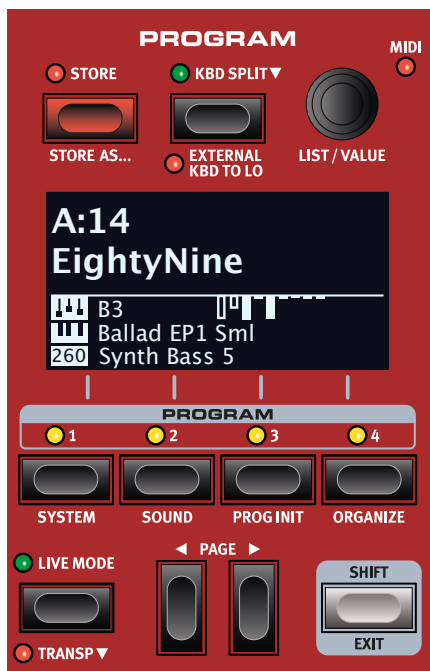 PROGRAM
MIDI
STORE
KBD SPLIT▼
STORE AS...
EXTERNAL
KBD TO LO
LIST / VALUE
A:14
EightyNine
B3
Ballad EP1 Sml
260 Synth Bass 5
PROGRAM
1 2 3 4
SYSTEM SOUND PROG INIT ORGANIZE
LIVE MODE
◄ PAGE ►
SHIFT
EXIT
TRANSP▼